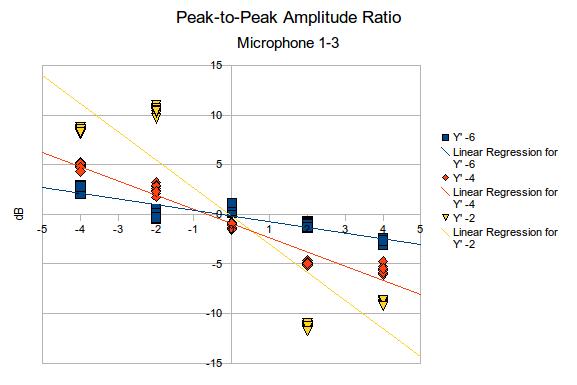 Peak-to-Peak Amplitude Ratio
Microphone 1-3
15
10
5
0
-5
-10
-15
dB
-5 -4 -3 -2 -1 0 1 2 3 4 5
Y' -6
Linear Regression for
Y' -6
Y' -4
Linear Regression for
Y' -4
Y' -2
Linear Regression for
Y' -2